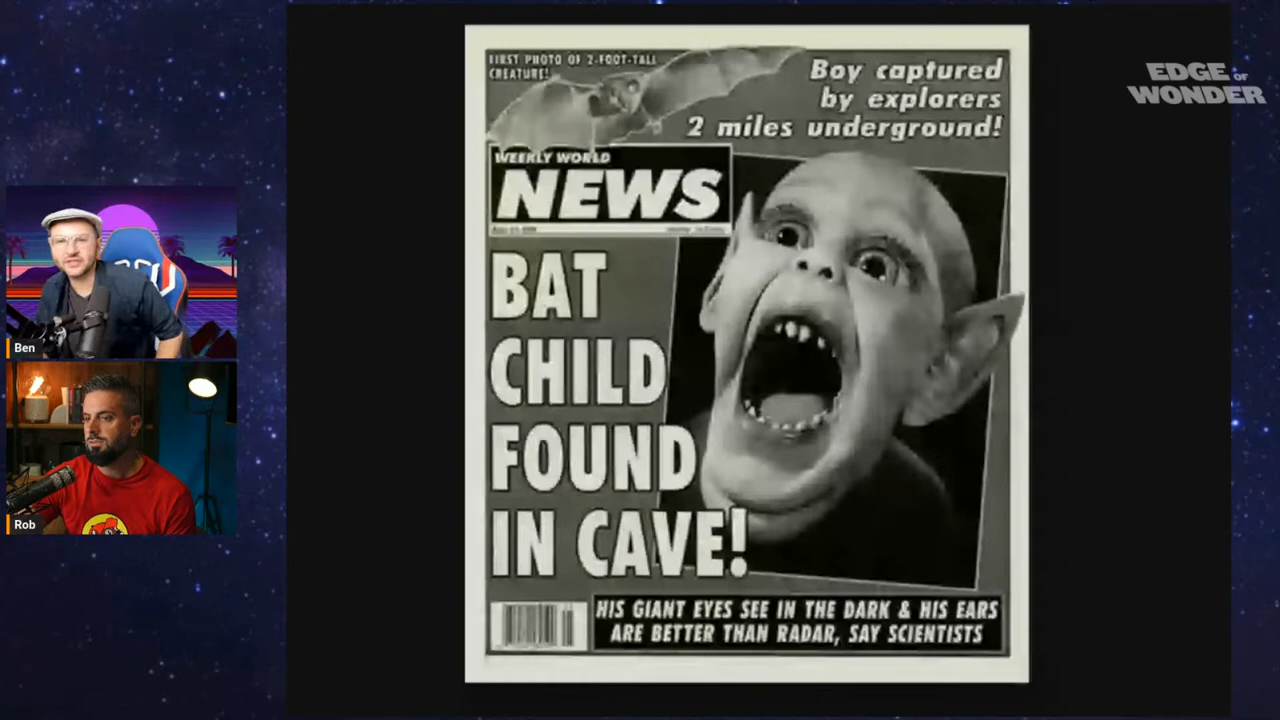 FIRST PHOTO OF 2-FOOT-TALL
CREATURE!
Boy captured
by explorers
2 miles underground!
EDGE OF
WONDER
WEEKLY WORLD
NEWS
BAT
CHILD
FOUND
IN CAVE!
HIS GIANT EYES SEE IN THE DARK & HIS EARS
ARE BETTER THAN RADAR, SAY SCIENTISTS
Ben
Rob